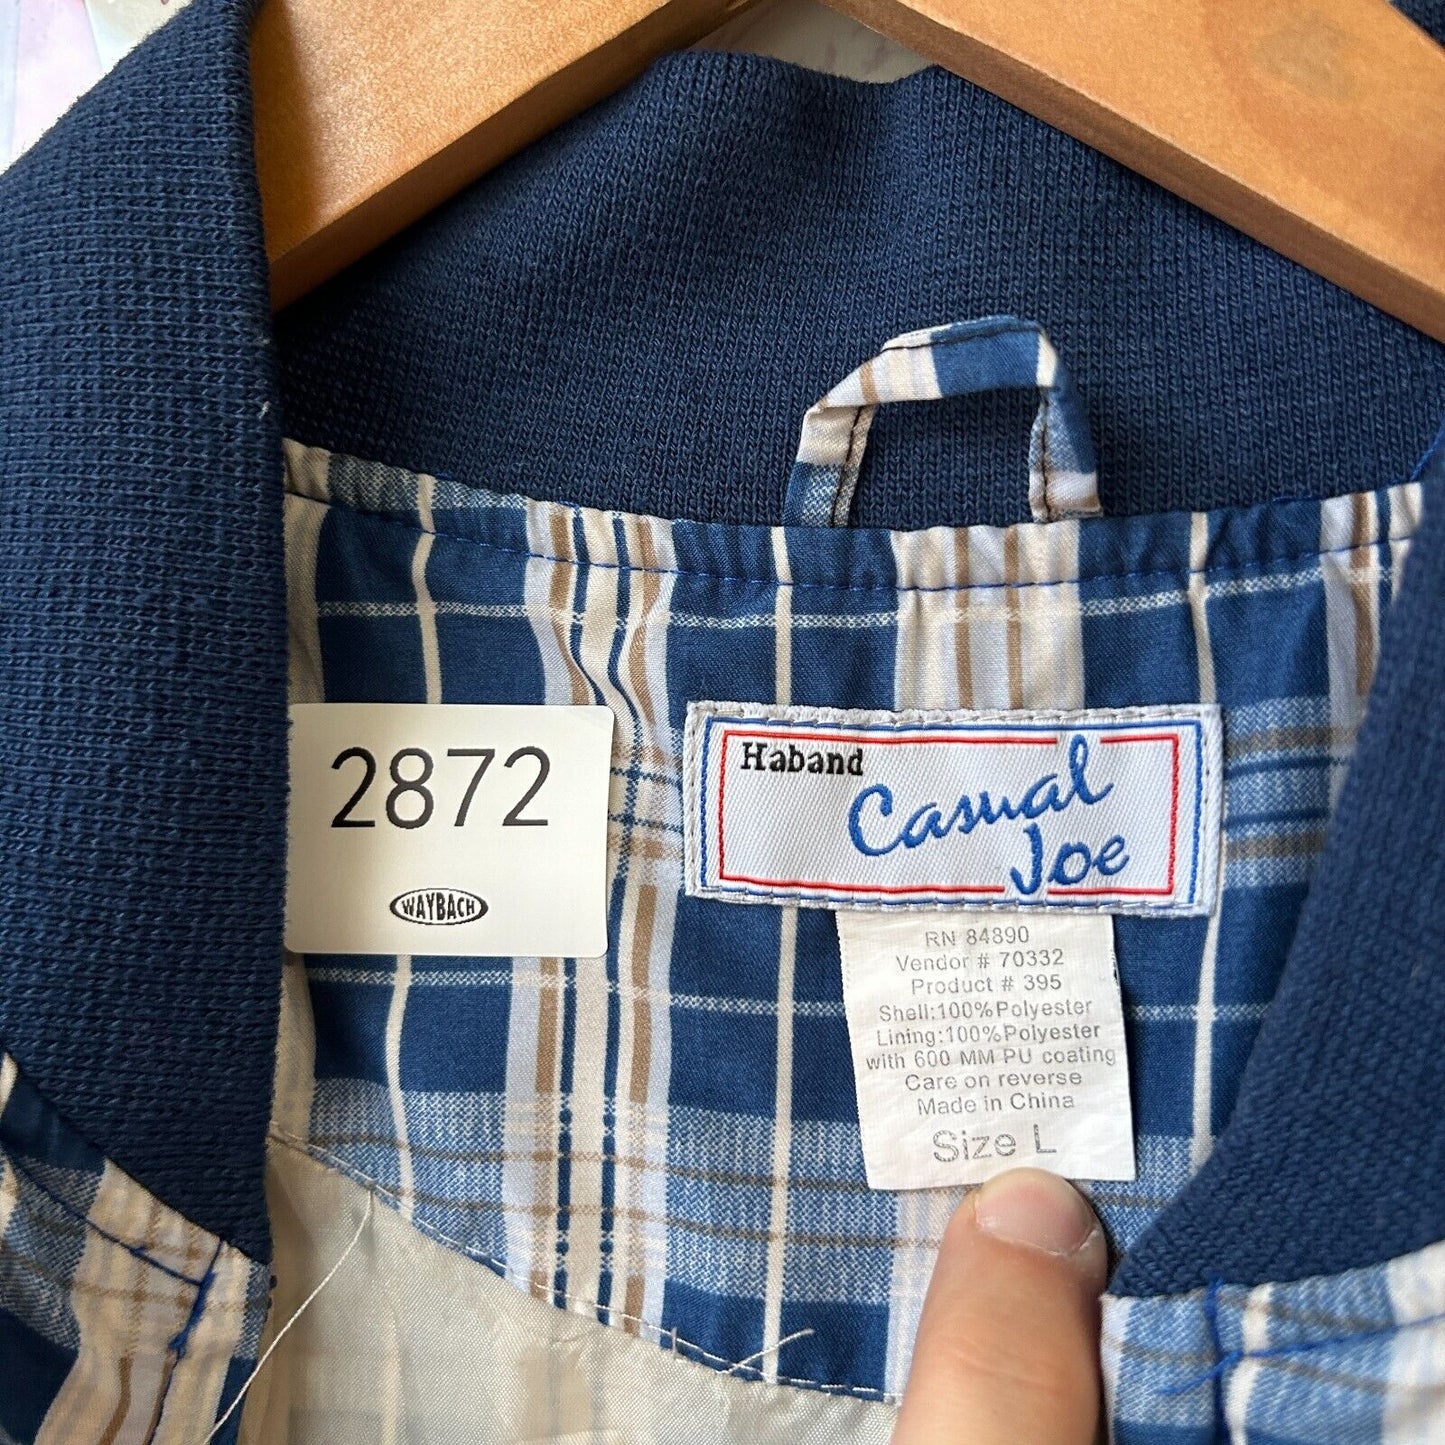 2872
WAYBACH
Haband
Casual
Joe
RN 84890
Vendor # 70332
Product # 395
Shell:100%Polyester
Lining:100%Polyester
with 600 MM PU coating
Care on reverse
Made in China
Size L